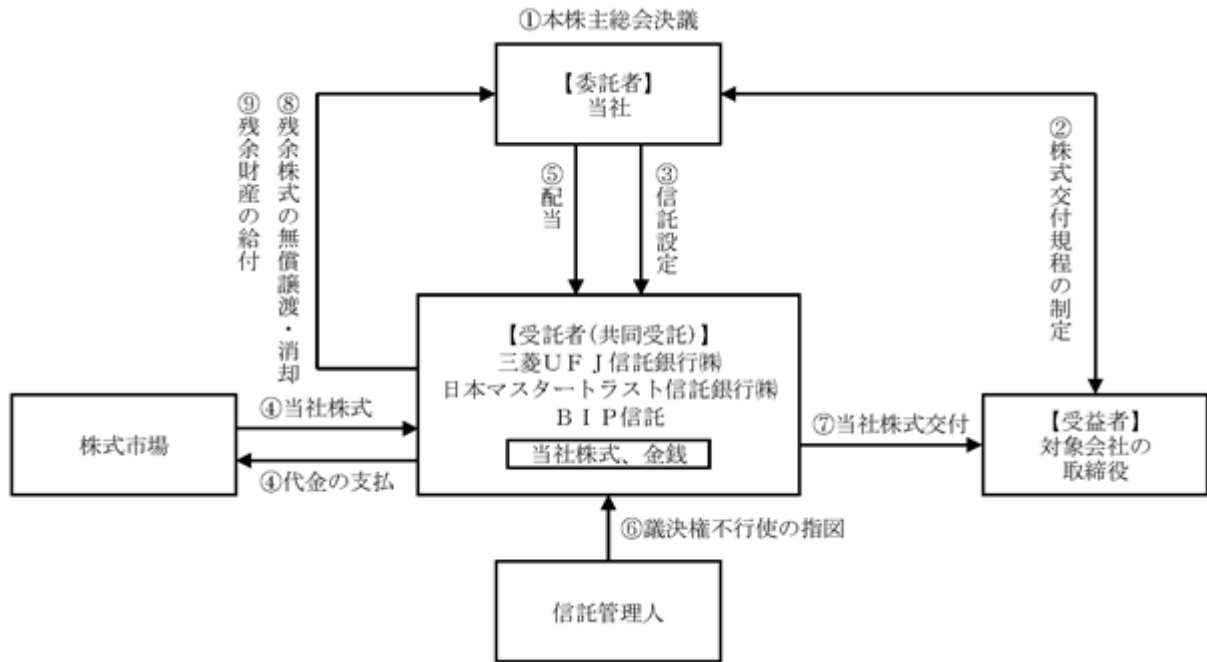 ①本株主総会決議
【委託者】
当社
⑨残余財産の給付
⑧残余株式の無償譲渡・消却
⑤配当
③信託設定
②株式交付規程の制定
【受託者(共同受託)】
三菱UFJ信託銀行㈱
日本マスタートラスト信託銀行㈱
BIP信託
当社株式、金銭
株式市場
④当社株式
④代金の支払
⑦当社株式交付
【受益者】
対象会社の
取締役
⑥議決権不行使の指図
信託管理人